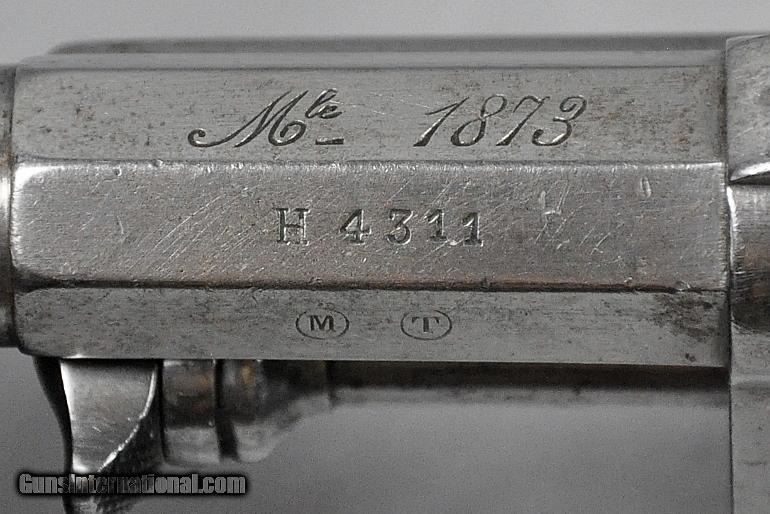 Mle 1873
H 4311
M T
GunsInternational.com